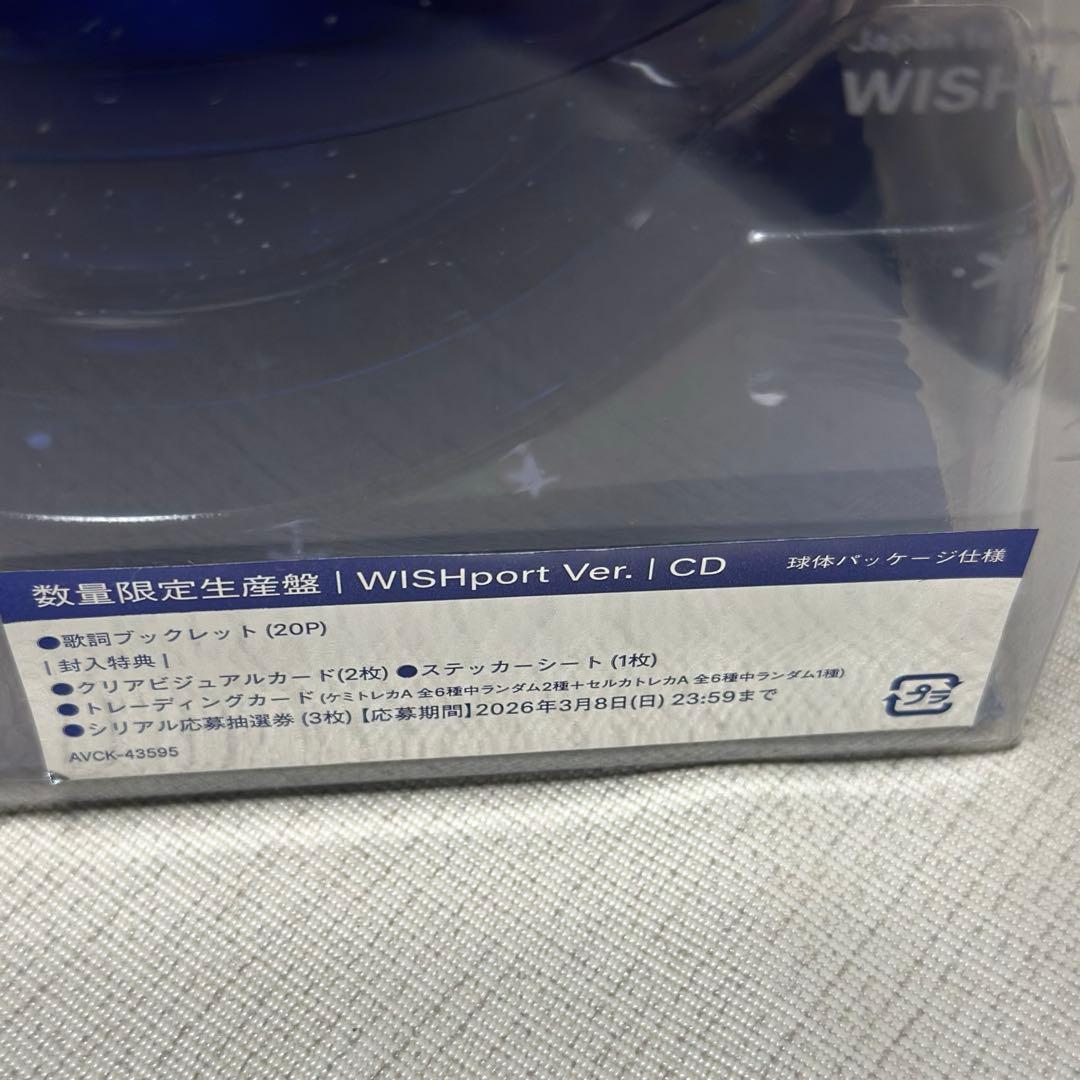 WISH
数量限定生産盤 | WISHport Ver. | CD
球体パッケージ仕様
●歌詞ブックレット (20P)
| 封入特典 |
●クリアビジュアルカード(2枚) ●ステッカーシート (1枚)
●トレーディングカード (ケミトレカA 全6種中ランダム2種+セルカトレカA 全6種中ランダム1種)
●シリアル応募抽選券 (3枚)【応募期間】2026年3月8日(日) 23:59まで
AVCK-43595
プラ